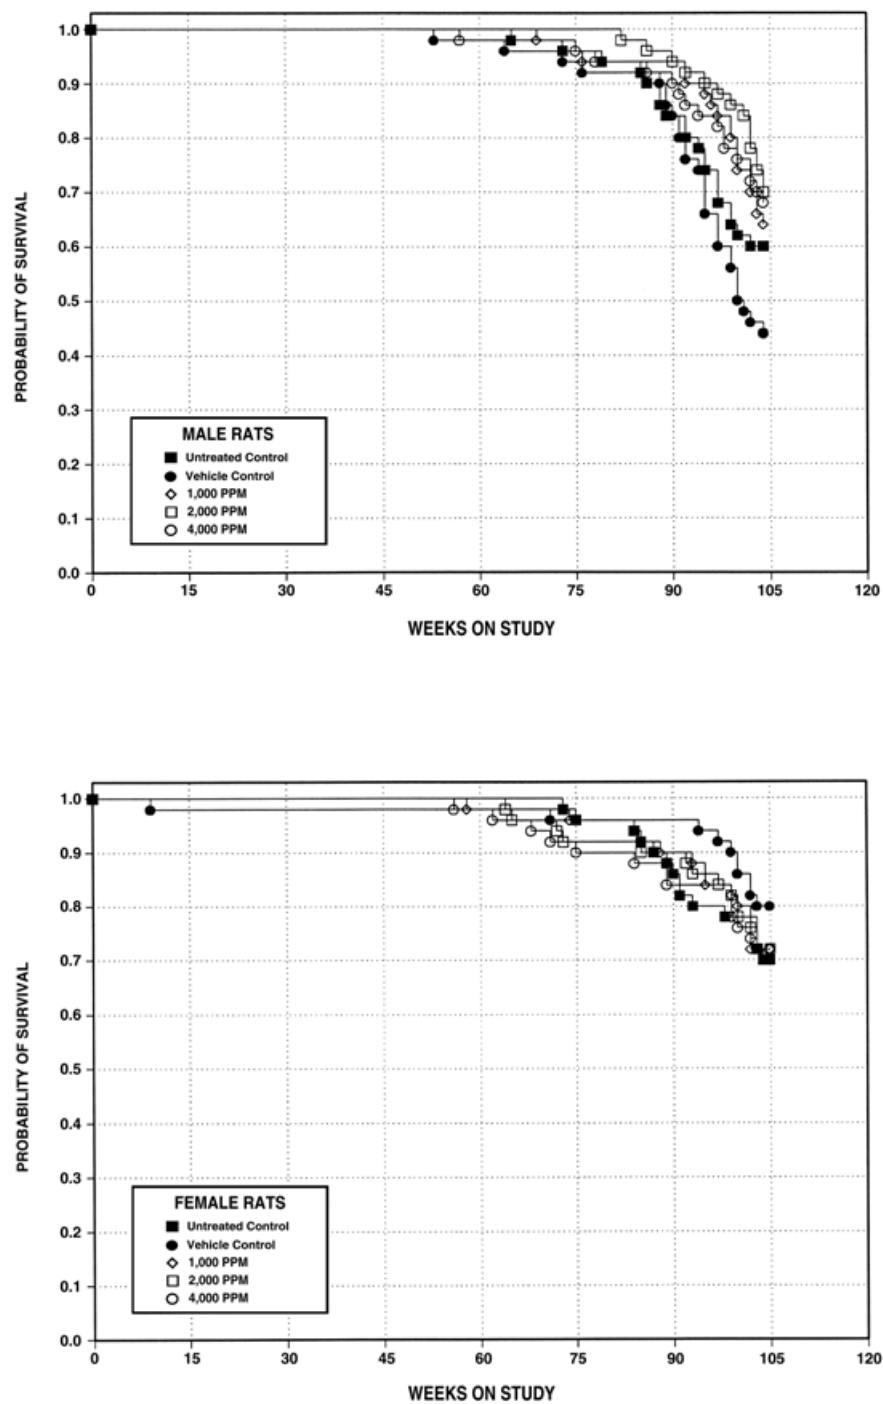 1.0
0.9
0.8
0.7
0.6
0.5
0.4
0.3
0.2
0.1
0.0
PROBABILITY OF SURVIVAL
MALE RATS
Untreated Control
Vehicle Control
1,000 PPM
2,000 PPM
4,000 PPM
0 15 30 45 60 75 90 105 120
WEEKS ON STUDY
1.0
0.9
0.8
0.7
0.6
0.5
0.4
0.3
0.2
0.1
0.0
PROBABILITY OF SURVIVAL
FEMALE RATS
Untreated Control
Vehicle Control
1,000 PPM
2,000 PPM
4,000 PPM
0 15 30 45 60 75 90 105 120
WEEKS ON STUDY